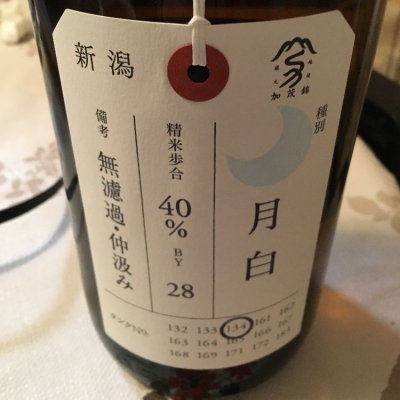 新潟
加茂錦
種別
月白
精米歩合
40%
BY
28
備考
無濾過・仲汲み
タンクNO.
132 133 134 161 162
163 164 165 166 167
168 169 171 172 183